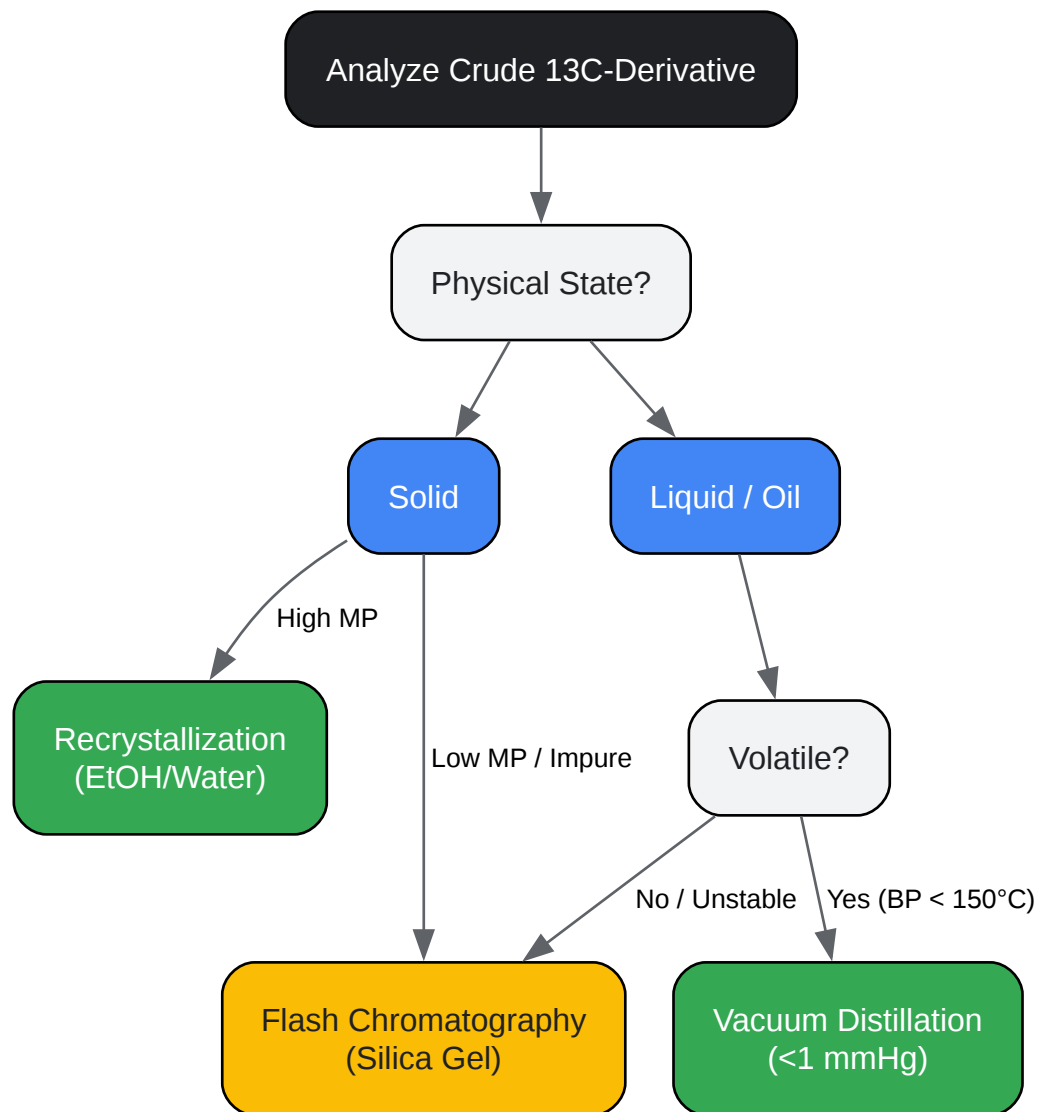 Analyze Crude 13C-Derivative
Physical State?
Solid
Liquid / Oil
High MP
Recrystallization
(EtOH/Water)
Low MP / Impure
Volatile?
No / Unstable
Yes (BP < 150°C)
Flash Chromatography
(Silica Gel)
Vacuum Distillation
(<1 mmHg)